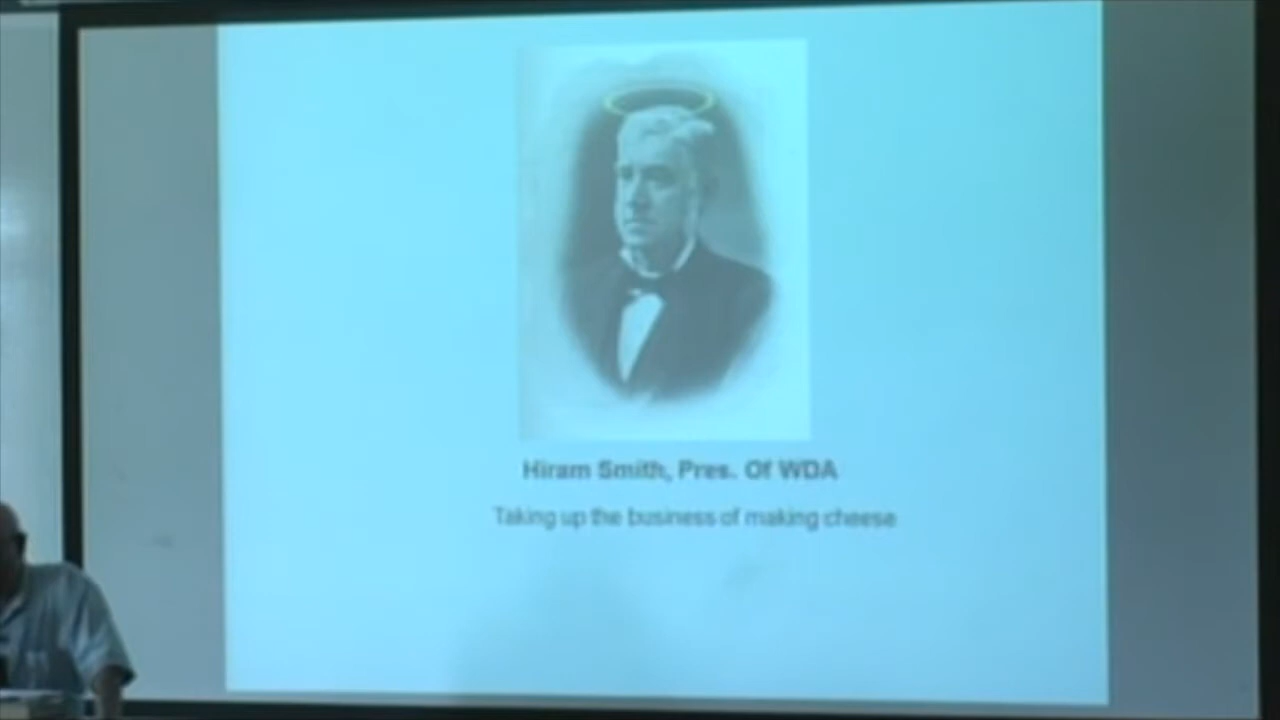 Hiram Smith, Pres. Of WDA
Taking up the business of making cheese